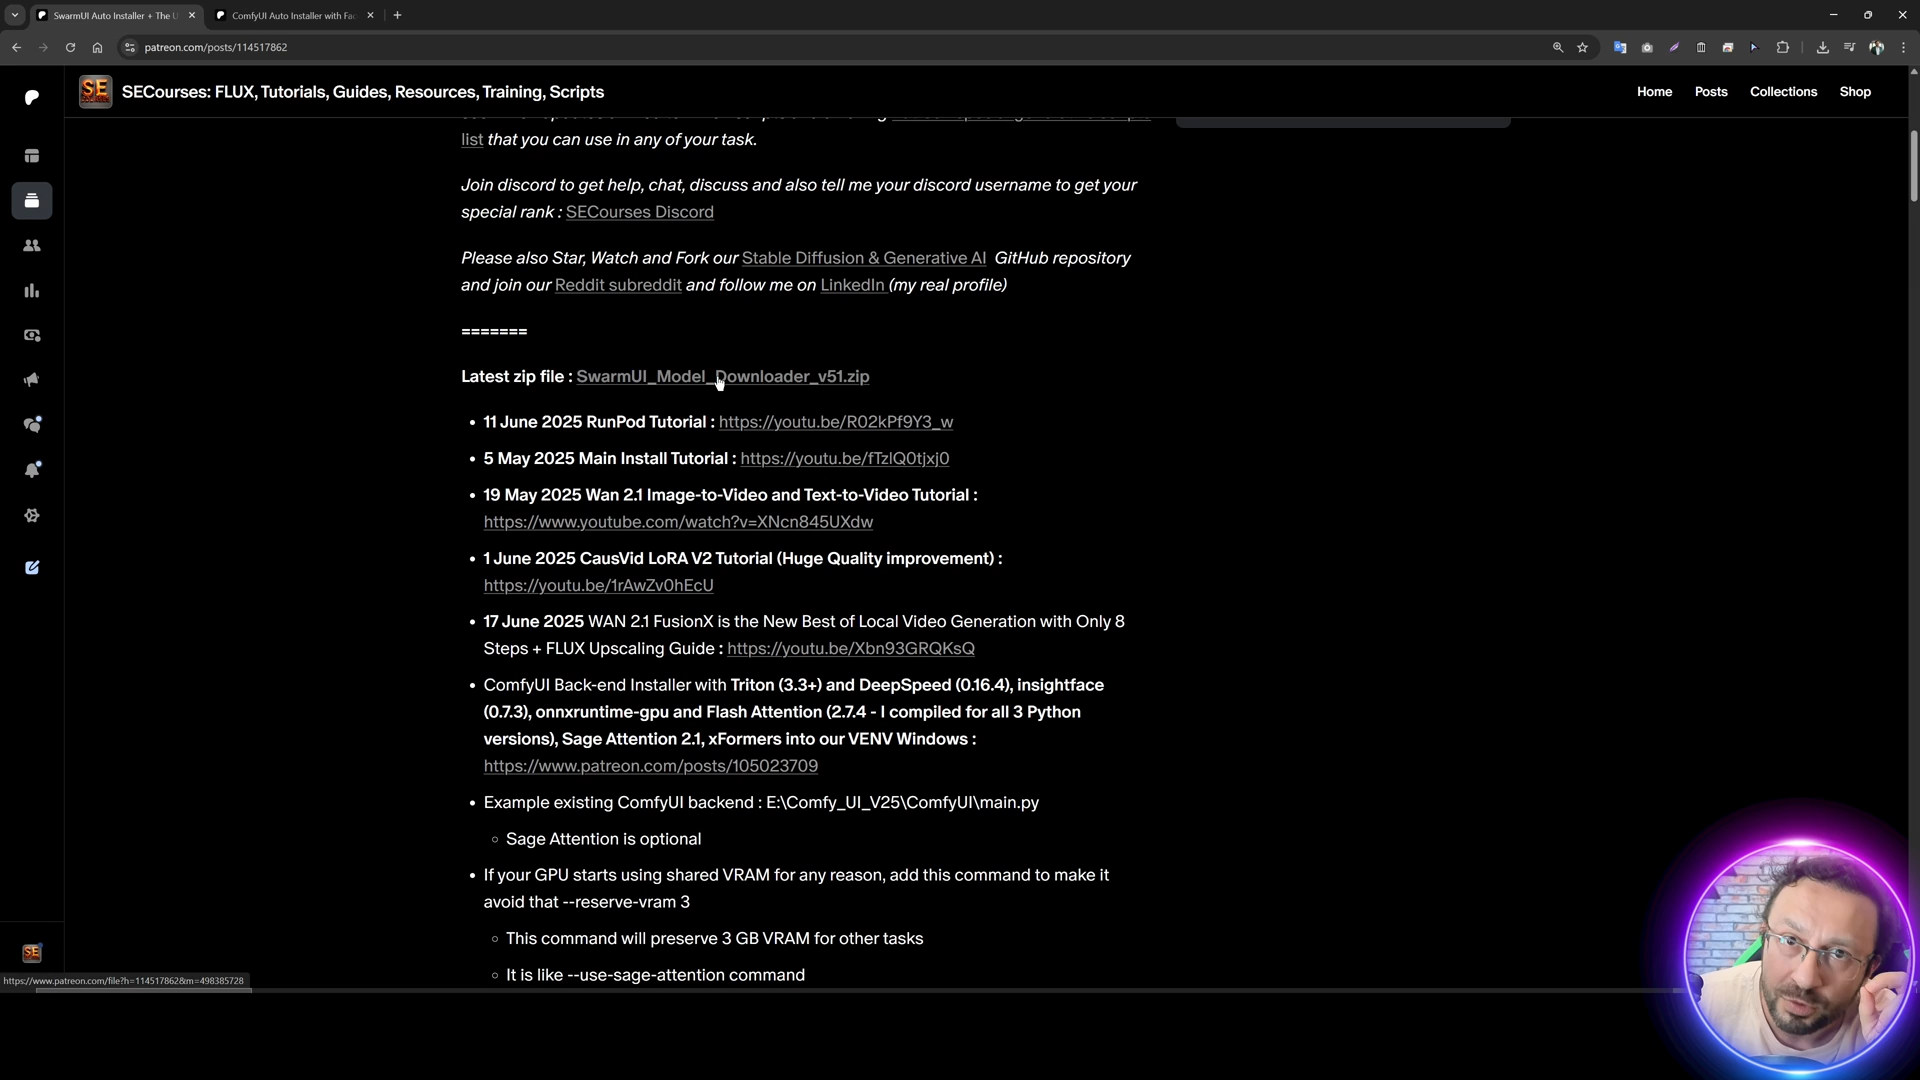 SwarmUI Auto Installer + The U
ComfyUI Auto Installer with Fac
patreon.com/posts/114517862
SE
SECourses: FLUX, Tutorials, Guides, Resources, Training, Scripts
Home
Posts
Collections
Shop
list that you can use in any of your task.
Join discord to get help, chat, discuss and also tell me your discord username to get your
special rank : SECourses Discord
Please also Star, Watch and Fork our Stable Diffusion & Generative AI GitHub repository
and join our Reddit subreddit and follow me on LinkedIn (my real profile)
=======
Latest zip file : SwarmUI_Model_Downloader_v51.zip
• 11 June 2025 RunPod Tutorial : https://youtu.be/R02kPf9Y3_w
• 5 May 2025 Main Install Tutorial : https://youtu.be/fTzlQ0tjxj0
• 19 May 2025 Wan 2.1 Image-to-Video and Text-to-Video Tutorial :
https://www.youtube.com/watch?v=XNcn845UXdw
• 1 June 2025 CausVid LoRA V2 Tutorial (Huge Quality improvement) :
https://youtu.be/1rAwZv0hEcU
• 17 June 2025 WAN 2.1 FusionX is the New Best of Local Video Generation with Only 8
Steps + FLUX Upscaling Guide : https://youtu.be/Xbn93GRQKsQ
• ComfyUI Back-end Installer with Triton (3.3+) and DeepSpeed (0.16.4), insightface
(0.7.3), onnxruntime-gpu and Flash Attention (2.7.4 - I compiled for all 3 Python
versions), Sage Attention 2.1, xFormers into our VENV Windows :
https://www.patreon.com/posts/105023709
• Example existing ComfyUI backend : E:\Comfy_UI_V25\ComfyUI\main.py
◦ Sage Attention is optional
• If your GPU starts using shared VRAM for any reason, add this command to make it
avoid that --reserve-vram 3
◦ This command will preserve 3 GB VRAM for other tasks
◦ It is like --use-sage-attention command
SE
https://www.patreon.com/file?h=114517862&m=498385728